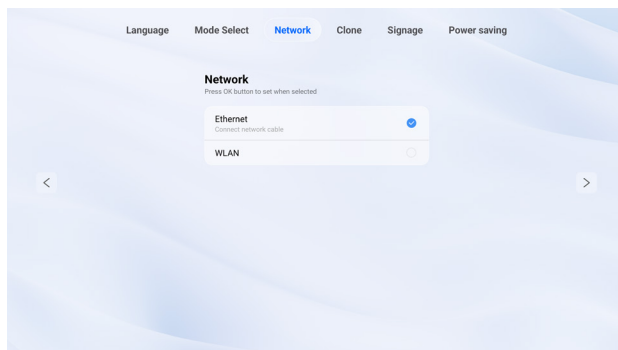 Language Mode Select Network Clone Signage Power saving
Network
Press OK button to set when selected
Ethernet
Connect network cable
WLAN